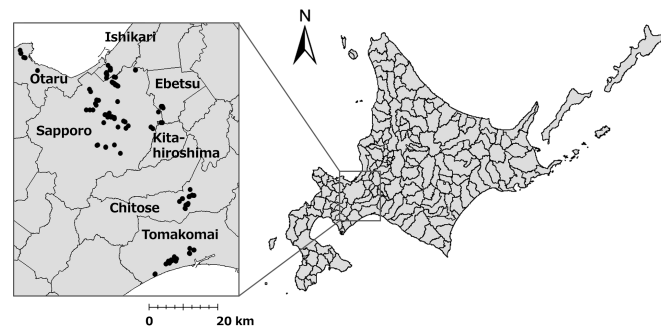 Ishikari
N
Otaru
Ebetsu
Sapporo
Kita-
hiroshima
Chitose
Tomakomai
0 20 km